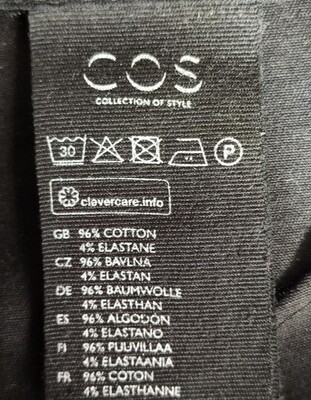 COS
COLLECTION OF STYLE
30 P
clevercare.info
GB 96% COTTON
4% ELASTANE
CZ 96% BAVLNA
4% ELASTAN
DE 96% BAUMWOLLE
4% ELASTHAN
ES 96% ALGODÓN
4% ELASTANO
FI 96% PUUVILLAA
4% ELASTAANIA
FR 96% COTON
4% ELASTHANNE